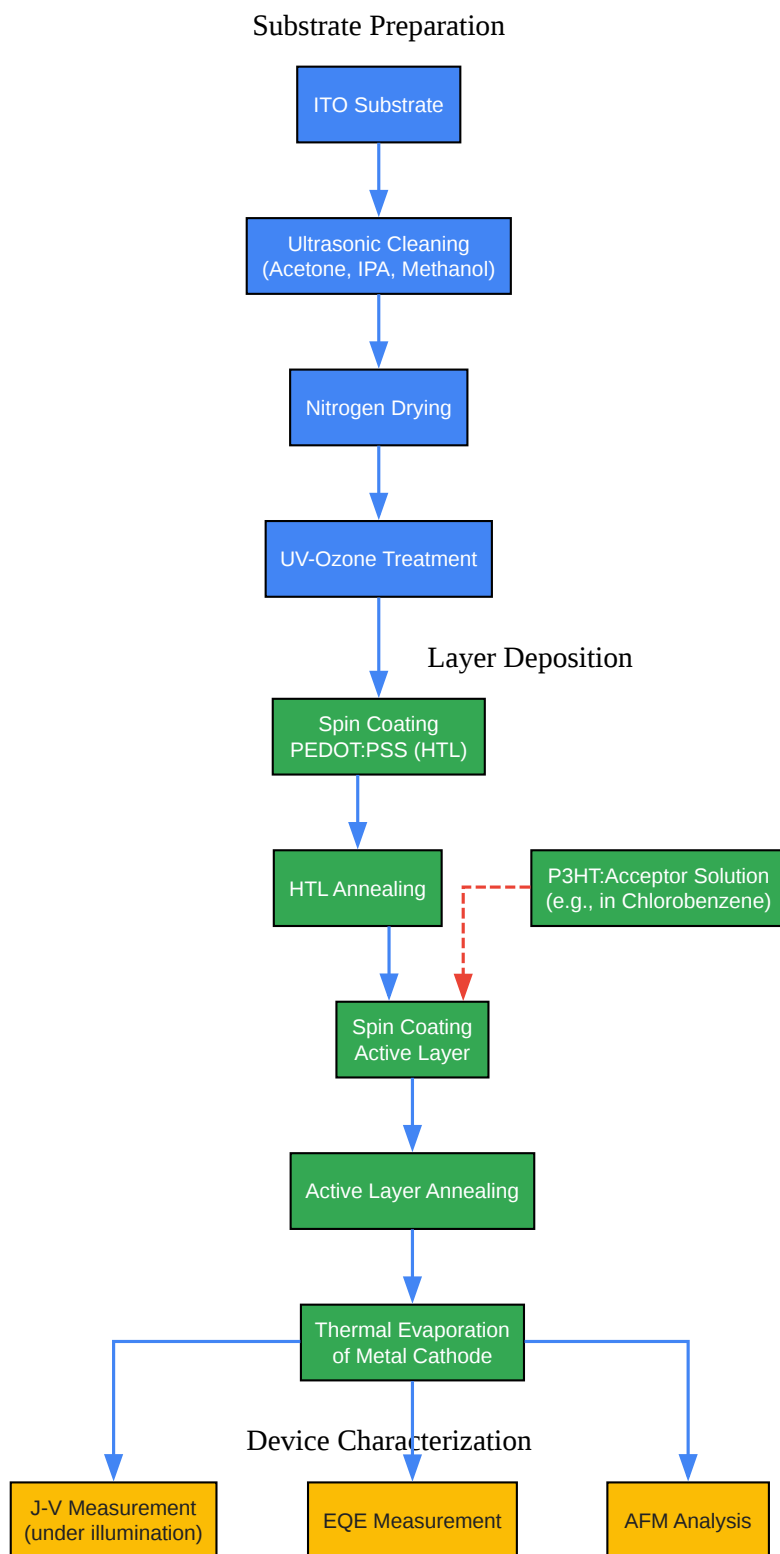 Substrate Preparation
ITO Substrate
Ultrasonic Cleaning
(Acetone, IPA, Methanol)
Nitrogen Drying
UV-Ozone Treatment
Layer Deposition
Spin Coating
PEDOT:PSS (HTL)
HTL Annealing
P3HT:Acceptor Solution
(e.g., in Chlorobenzene)
Spin Coating
Active Layer
Active Layer Annealing
Thermal Evaporation
of Metal Cathode
Device Characterization
J-V Measurement
(under illumination)
EQE Measurement
AFM Analysis